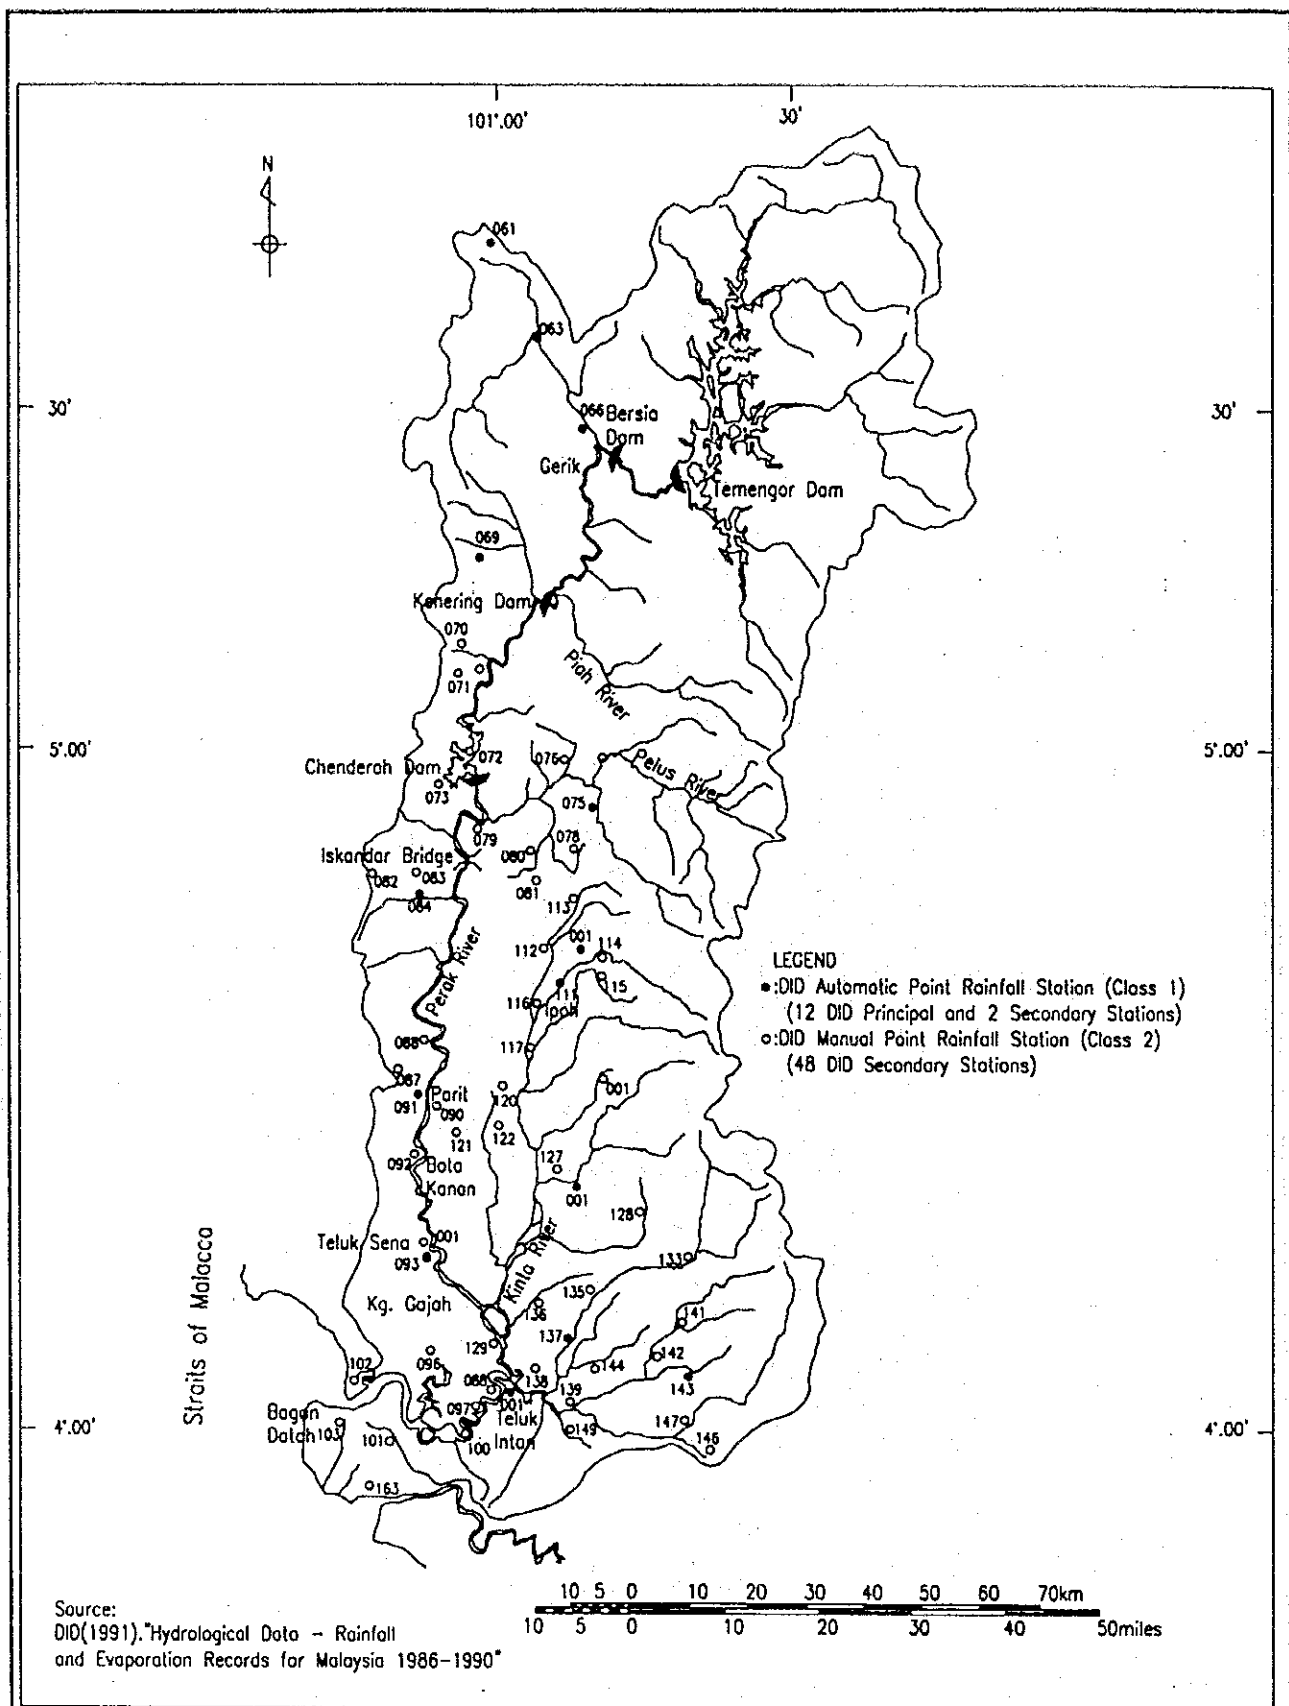 101°.00'
30'
N
061
063
30'
30'
066
Bersia
Dam
Gerik
Temengor Dam
069
Kenering Dam
070
071
Piah River
5°.00'
5°.00'
072
076
Pelus River
Chenderoh Dam
073
075
079
078
080
Iskandar Bridge
082
083
081
084
113
001
114
112
LEGEND
●:DID Automatic Point Rainfall Station (Class 1)
(12 DID Principal and 2 Secondary Stations)
○:DID Manual Point Rainfall Station (Class 2)
(48 DID Secondary Stations)
Perak River
111
115
116
Ipoh
088
117
087
001
091
Parit
090
120
121
122
092
Bota
Kanan
127
001
128
Teluk Sena
001
093
133
Straits of Malacca
Kinta River
Kg. Gajah
135
136
141
137
129
096
142
144
102
138
143
068
001
139
097
Teluk
Intan
Bagan
Datoh
103
147
149
4°.00'
4°.00'
101
100
146
163
10 5 0 10 20 30 40 50 60 70km
10 5 0 10 20 30 40 50miles
Source:
DID(1991)."Hydrological Data - Rainfall
and Evaporation Records for Malaysia 1986-1990"